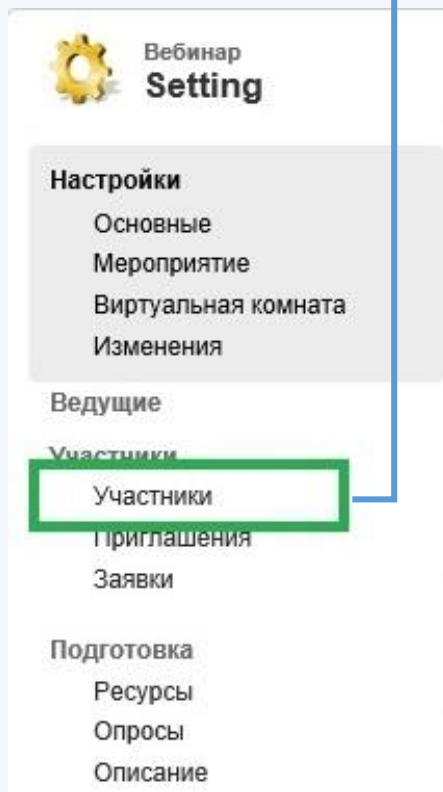 Вебинар
Setting
Настройки
Основные
Мероприятие
Виртуальная комната
Изменения
Ведущие
Участники
Участники
Приглашения
Заявки
Подготовка
Ресурсы
Опросы
Описание